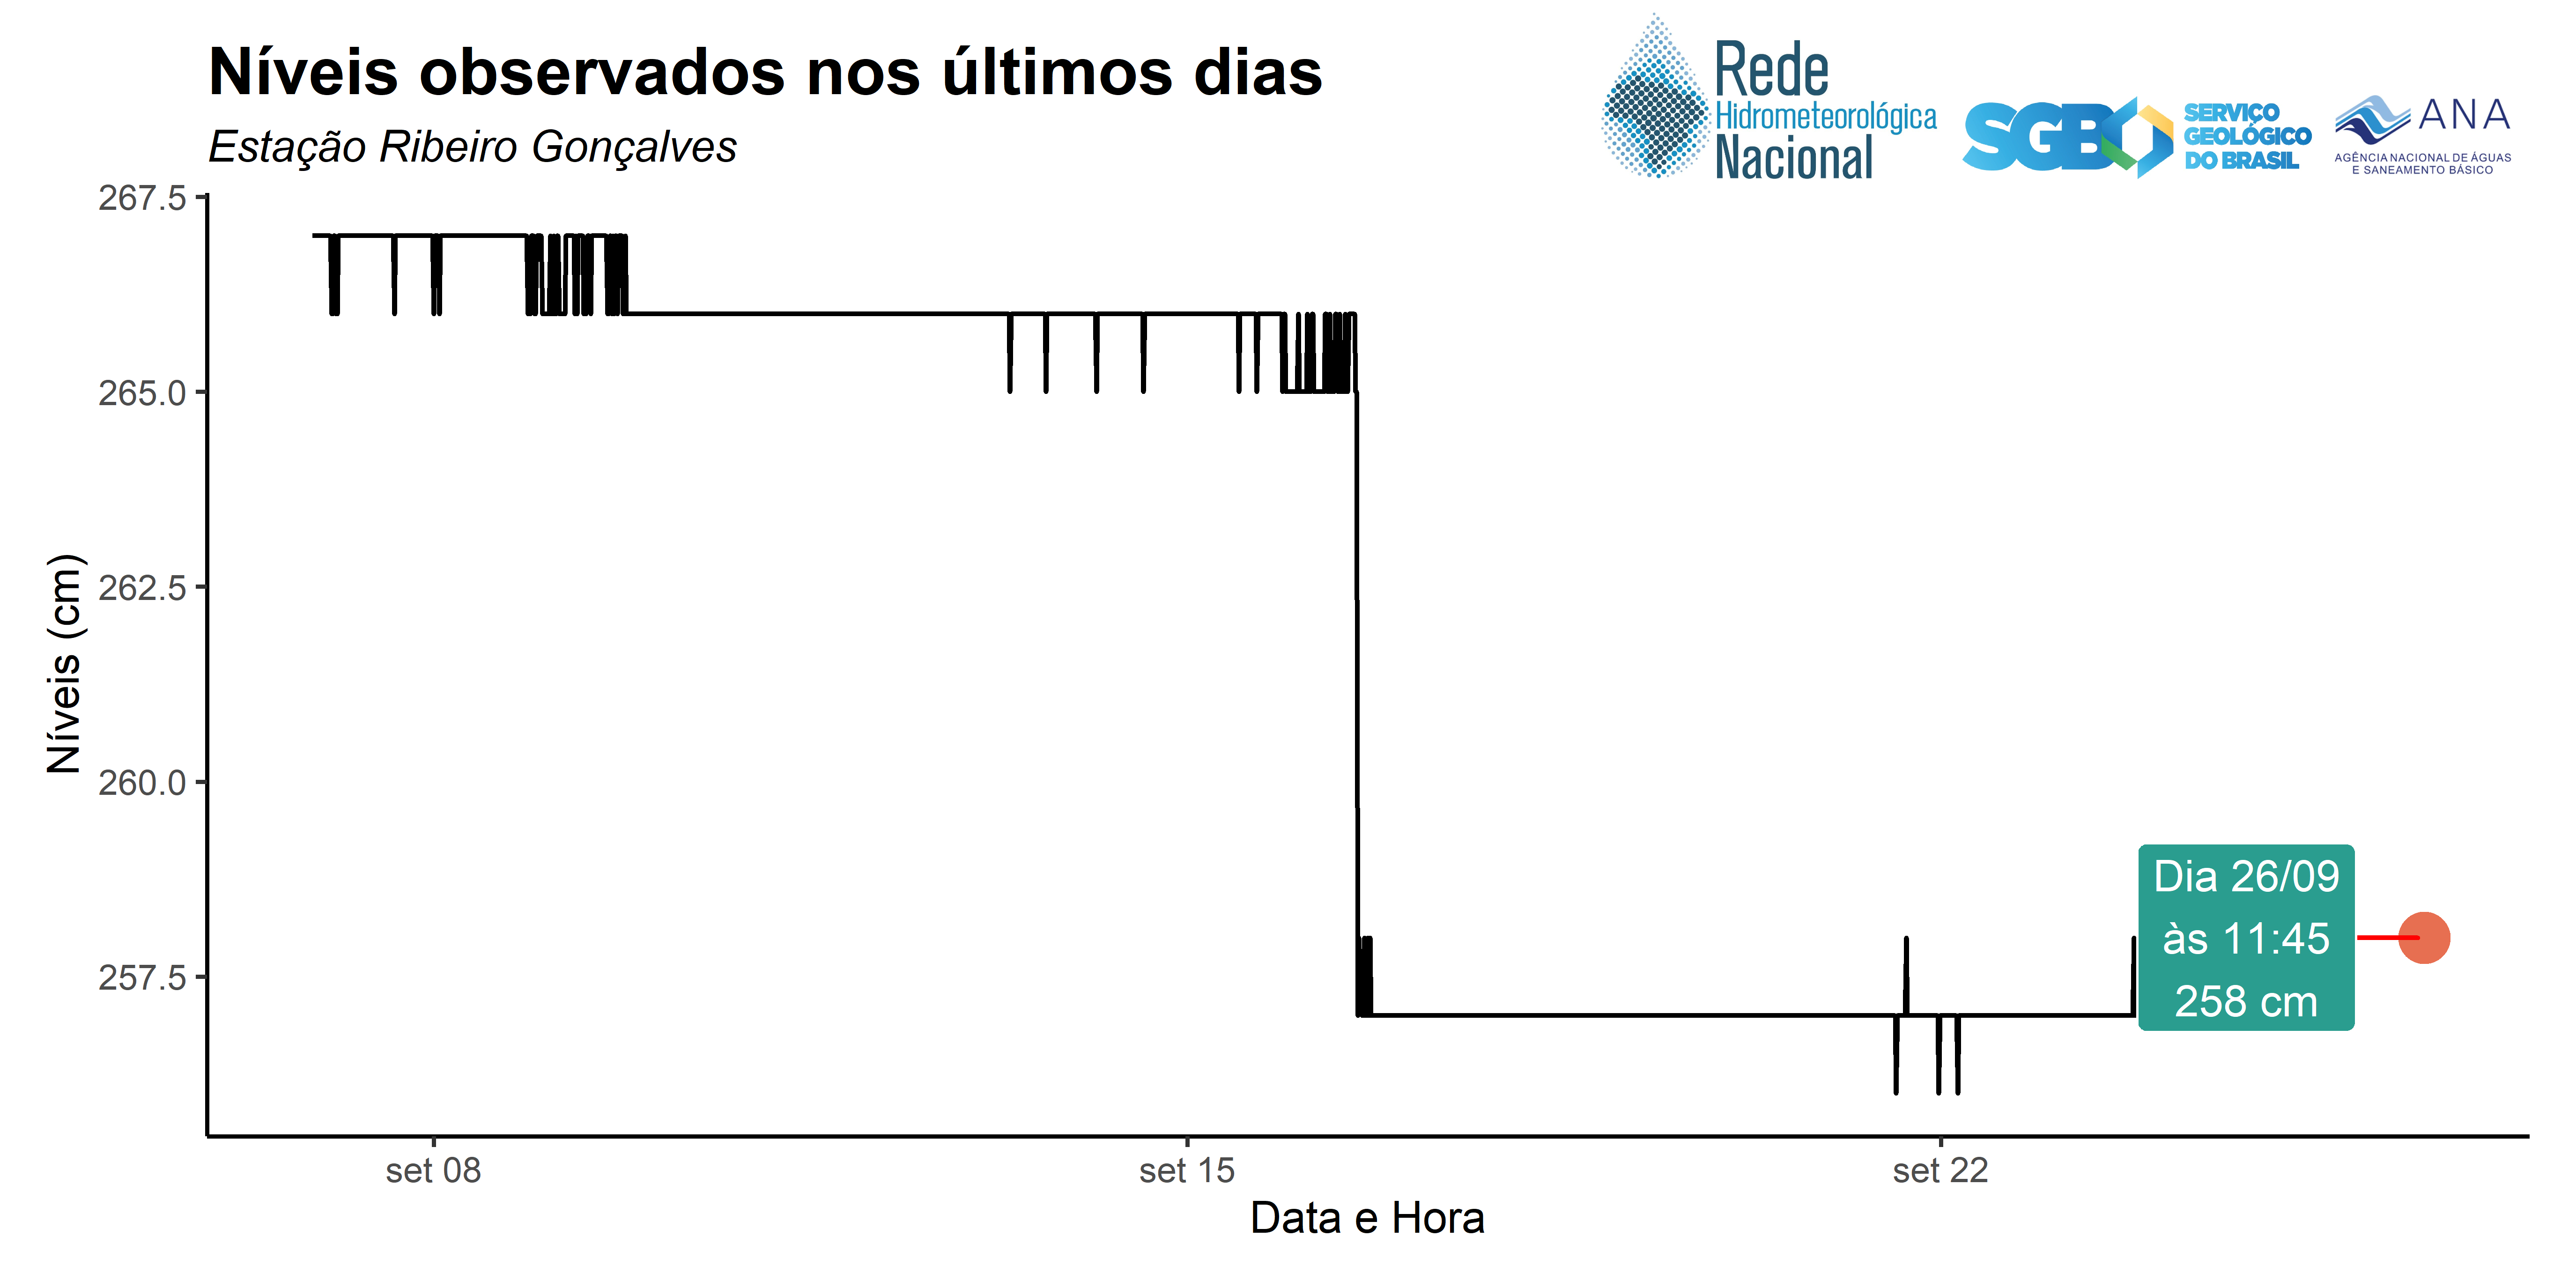 Níveis observados nos últimos dias
Estação Ribeiro Gonçalves
Rede
Hidrometeorológica
Nacional
SGB
SERVIÇO
GEOLÓGICO
DO BRASIL
ANA
AGÊNCIA NACIONAL DE ÁGUAS
E SANEAMENTO BÁSICO
267.5
265.0
262.5
260.0
257.5
Níveis (cm)
Dia 26/09
às 11:45
258 cm
set 08
set 15
set 22
Data e Hora